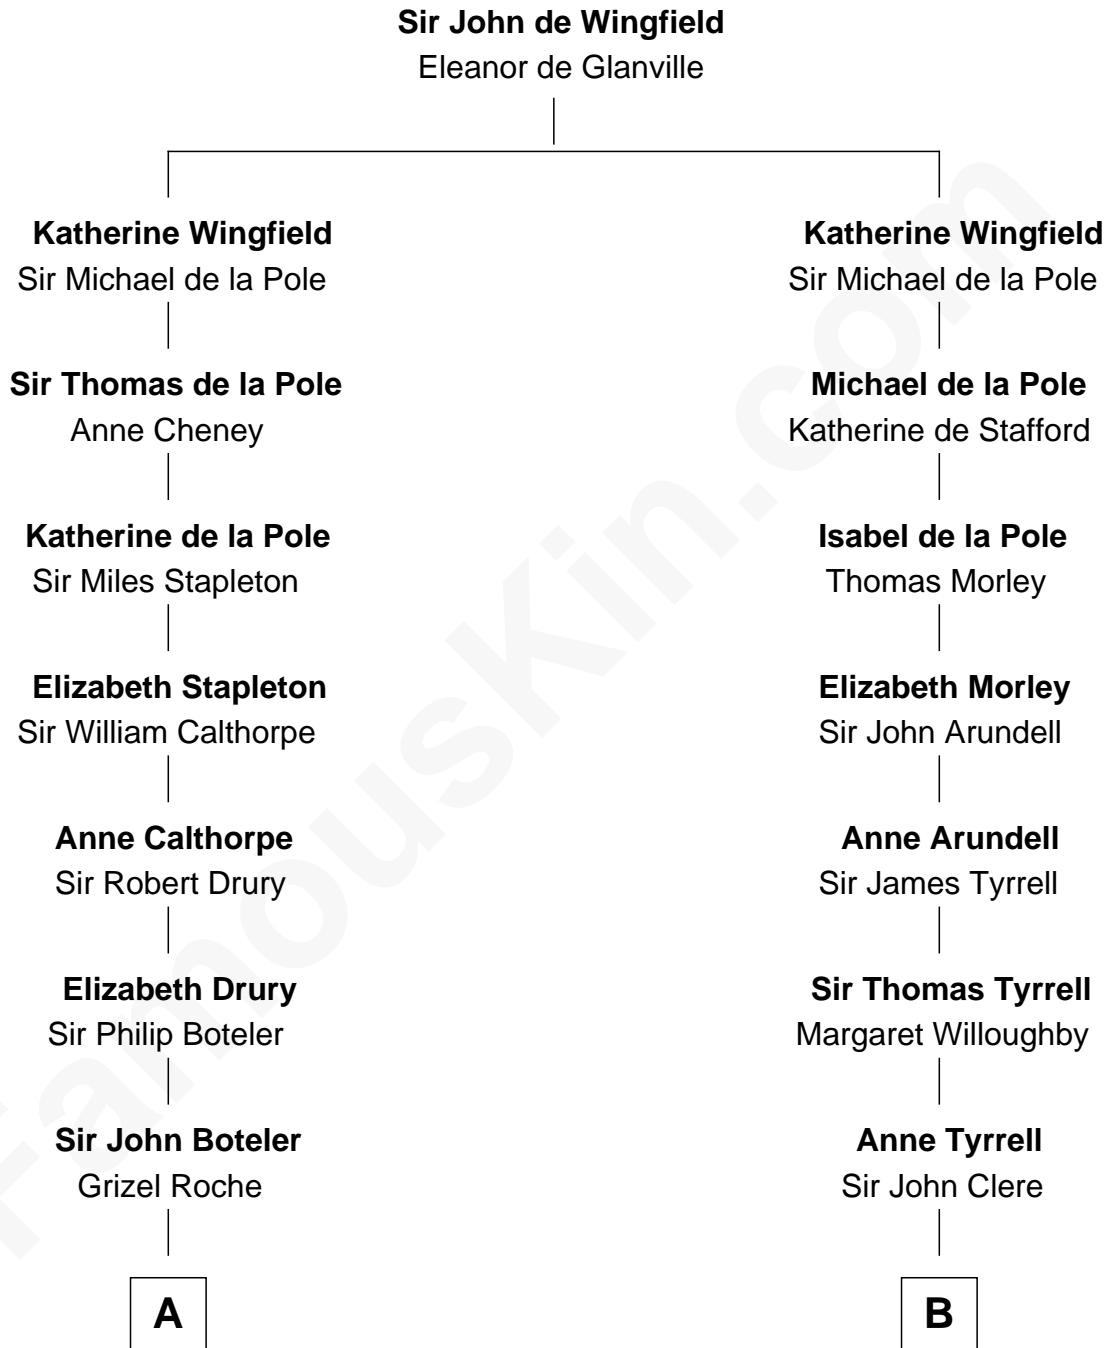 Sir John de Wingfield
Eleanor de Glanville
Katherine Wingfield
Sir Michael de la Pole
Katherine Wingfield
Sir Michael de la Pole
Sir Thomas de la Pole
Anne Cheney
Michael de la Pole
Katherine de Stafford
Katherine de la Pole
Sir Miles Stapleton
Isabel de la Pole
Thomas Morley
Elizabeth Stapleton
Sir William Calthorpe
Elizabeth Morley
Sir John Arundell
Anne Calthorpe
Sir Robert Drury
Anne Arundell
Sir James Tyrrell
Elizabeth Drury
Sir Philip Boteler
Sir Thomas Tyrrell
Margaret Willoughby
Sir John Boteler
Grizel Roche
Anne Tyrrell
Sir John Clere
A
B
FamousKin.com